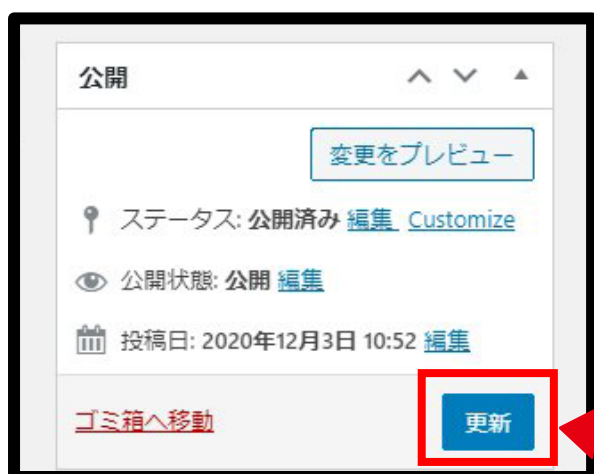 公開
変更をプレビュー
ステータス: 公開済み 編集 Customize
公開状態: 公開 編集
投稿日: 2020年12月3日 10:52 編集
ゴミ箱へ移動 更新